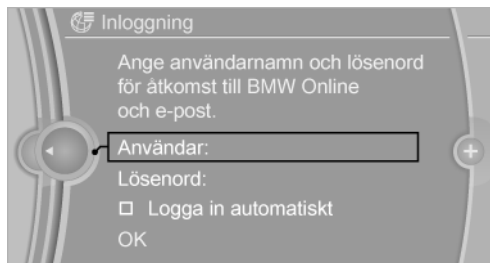 Inloggning
Ange användarnamn och lösenord
för åtkomst till BMW Online
och e-post.
Användar:
Lösenord:
Logga in automatiskt
OK